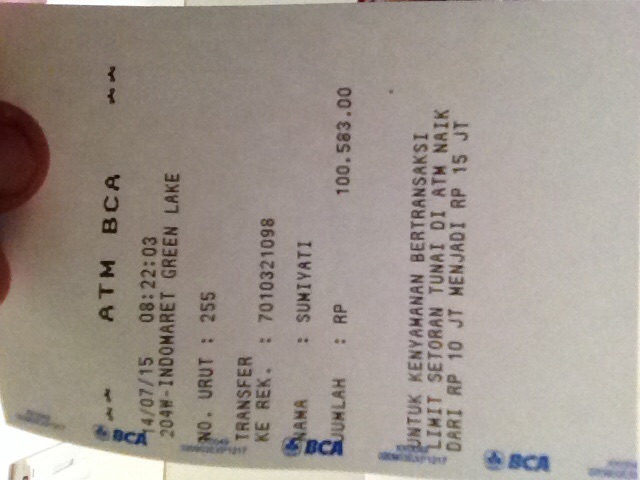 ~~ ATM BCA ~~
14/07/15 08:22:03
204W-INDOMARET GREEN LAKE
NO. URUT : 255
TRANSFER
KE REK. : 7010321098
NAMA : SUMIYATI
JUMLAH : RP 100.583.00
UNTUK KENYAMANAN BERTRANSAKSI
LIMIT SETORAN TUNAI DI ATM NAIK
DARI RP 10 JT MENJADI RP 15 JT
BCA
BCA
BCA
BCA